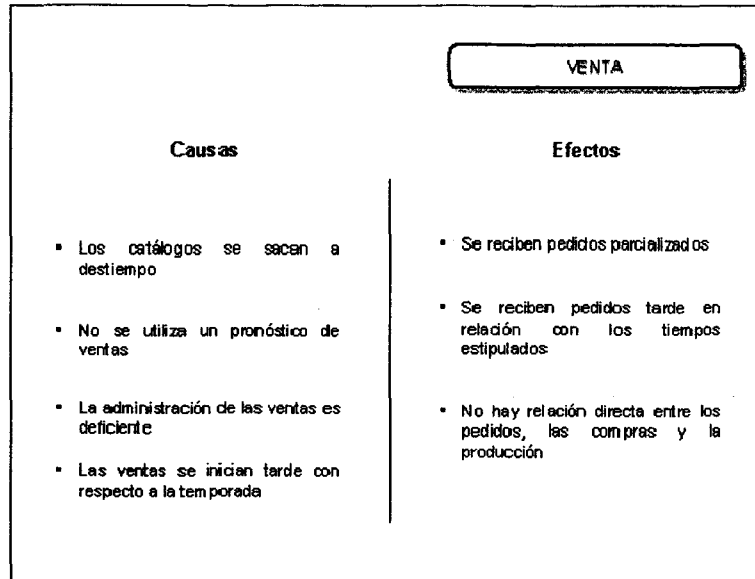 VENTA
Causas
▪ Los catálogos se sacan a
destiempo
▪ No se utiliza un pronóstico de
ventas
▪ La administración de las ventas es
deficiente
▪ Las ventas se inician tarde con
respecto a la temporada
Efectos
▪ Se reciben pedidos parcializados
▪ Se reciben pedidos tarde en
relación con los tiempos
estipulados
▪ No hay relación directa entre los
pedidos, las compras y la
producción